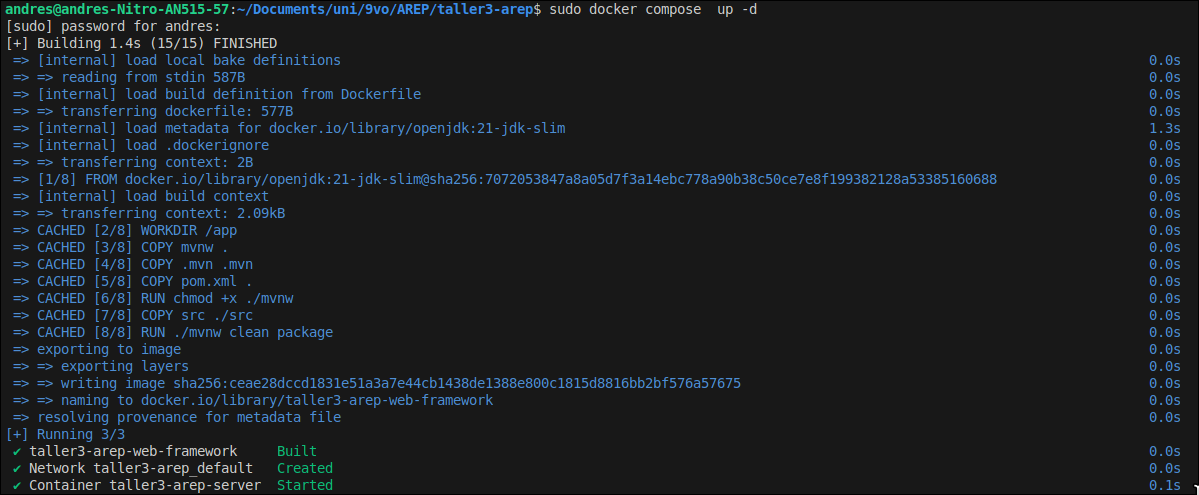 andres@andres-Nitro-AN515-57:~/Documents/uni/9vo/AREP/taller3-arep$ sudo docker compose  up -d
[sudo] password for andres:
[+] Building 1.4s (15/15) FINISHED
 => [internal] load local bake definitions 0.0s
 => => reading from stdin 587B 0.0s
 => [internal] load build definition from Dockerfile 0.0s
 => => transferring dockerfile: 577B 0.0s
 => [internal] load metadata for docker.io/library/openjdk:21-jdk-slim 1.3s
 => [internal] load .dockerignore 0.0s
 => => transferring context: 2B 0.0s
 => [1/8] FROM docker.io/library/openjdk:21-jdk-slim@sha256:7072053847a8a05d7f3a14ebc778a90b38c50ce7e8f199382128a53385160688 0.0s
 => [internal] load build context 0.0s
 => => transferring context: 2.09kB 0.0s
 => CACHED [2/8] WORKDIR /app 0.0s
 => CACHED [3/8] COPY mvnw . 0.0s
 => CACHED [4/8] COPY .mvn .mvn 0.0s
 => CACHED [5/8] COPY pom.xml . 0.0s
 => CACHED [6/8] RUN chmod +x ./mvnw 0.0s
 => CACHED [7/8] COPY src ./src 0.0s
 => CACHED [8/8] RUN ./mvnw clean package 0.0s
 => exporting to image 0.0s
 => => exporting layers 0.0s
 => => writing image sha256:ceae28dccd1831e51a3a7e44cb1438de1388e800c1815d8816bb2bf576a57675 0.0s
 => => naming to docker.io/library/taller3-arep-web-framework 0.0s
 => resolving provenance for metadata file 0.0s
[+] Running 3/3
 ✔ taller3-arep-web-framework     Built 0.0s
 ✔ Network taller3-arep_default   Created 0.0s
 ✔ Container taller3-arep-server  Started 0.1s